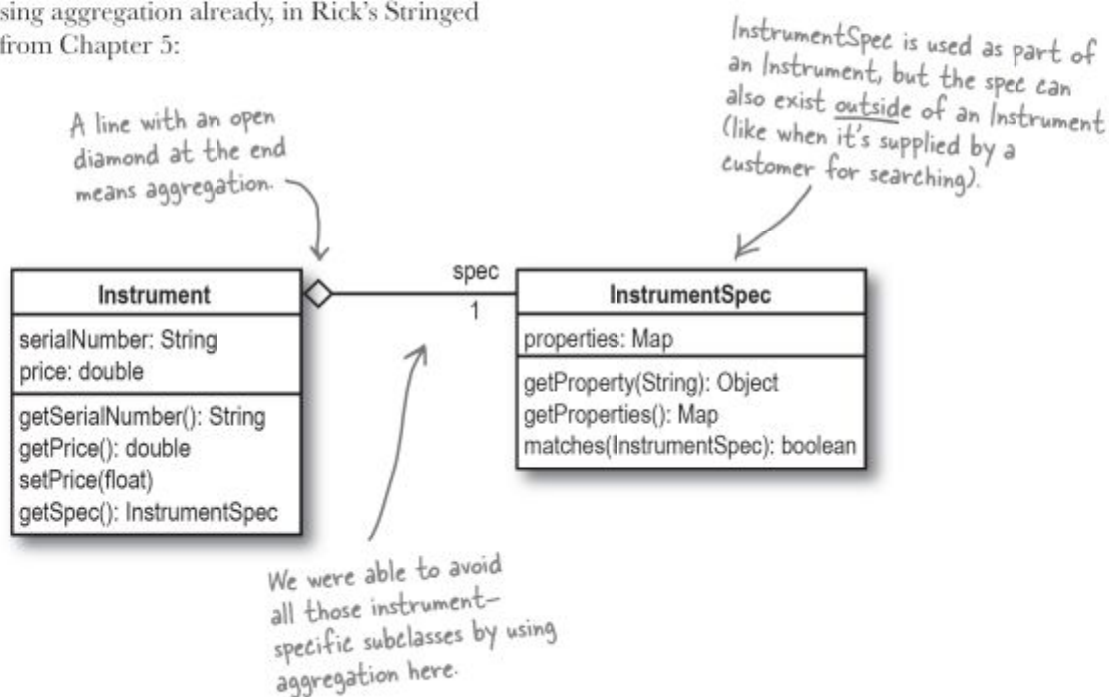 sing aggregation already, in Rick's Stringed
from Chapter 5:
A line with an open
diamond at the end
means aggregation.
InstrumentSpec is used as part of
an Instrument, but the spec can
also exist outside of an Instrument
(like when it's supplied by a
customer for searching).
Instrument
serialNumber: String
price: double
getSerialNumber(): String
getPrice(): double
setPrice(float)
getSpec(): InstrumentSpec
spec
1
InstrumentSpec
properties: Map
getProperty(String): Object
getProperties(): Map
matches(InstrumentSpec): boolean
We were able to avoid
all those instrument-
specific subclasses by using
aggregation here.